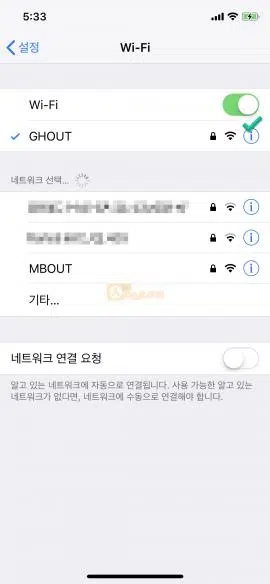 5:33
설정
Wi-Fi
Wi-Fi
GHOUT
네트워크 선택...
MBOUT
기타...
네트워크 연결 요청
알고 있는 네트워크에 자동으로 연결됩니다. 사용 가능한 알고 있는
네트워크가 없다면, 네트워크에 수동으로 연결해야 합니다.